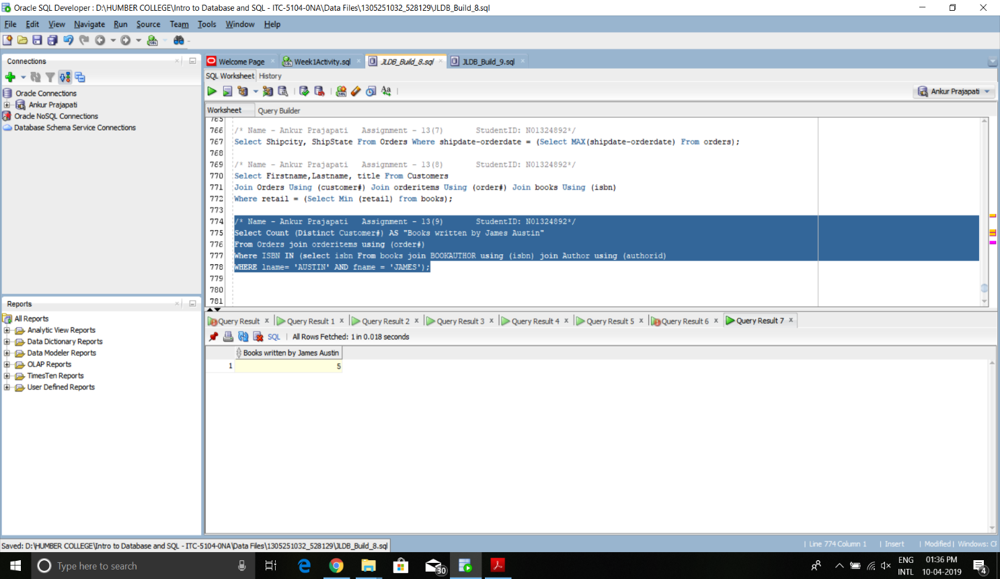 Oracle SQL Developer : D:\HUMBER COLLEGE\Intro to Database and SQL - ITC-5104-0NA\Data Files\1305251032_528129\JLDB_Build_8.sql
File Edit View Navigate Run Source Team Tools Window Help
Connections
Oracle Connections
Ankur Prajapati
Oracle NoSQL Connections
Database Schema Service Connections
Reports
All Reports
Analytic View Reports
Data Dictionary Reports
Data Modeler Reports
OLAP Reports
TimesTen Reports
User Defined Reports
Welcome Page Week1Activity.sql JLDB_Build_8.sql JLDB_Build_9.sql
SQL Worksheet History
Ankur Prajapati
Worksheet Query Builder
765
766 /* Name - Ankur Prajapati Assignment - 13(7) StudentID: N01324892*/
767 Select Shipcity, ShipState From Orders Where shipdate-orderdate = (Select MAX(shipdate-orderdate) From orders);
768
769 /* Name - Ankur Prajapati Assignment - 13(8) StudentID: N01324892*/
770 Select Firstname,Lastname, title From Customers
771 Join Orders Using (customer#) Join orderitems Using (order#) Join books Using (isbn)
772 Where retail = (Select Min (retail) from books);
773
774 /* Name - Ankur Prajapati Assignment - 13(9) StudentID: N01324892*/
775 Select Count (Distinct Customer#) AS "Books written by James Austin"
776 From Orders join orderitems using (order#)
777 Where ISBN IN (select isbn From books join BOOKAUTHOR using (isbn) join Author using (authorid)
778 WHERE lname= 'AUSTIN' AND fname = 'JAMES');
779
780
781
Query Result Query Result 1 Query Result 2 Query Result 3 Query Result 4 Query Result 5 Query Result 6 Query Result 7
SQL | All Rows Fetched: 1 in 0.018 seconds
Books written by James Austin
1 5
Saved: D:\HUMBER COLLEGE\Intro to Database and SQL - ITC-5104-0NA\Data Files\1305251032_528129\JLDB_Build_8.sql
| Line 774 Column 1 | Insert | Modified | Windows:
Type here to search
30
ENG
INTL
01:36 PM
10-04-2019
4